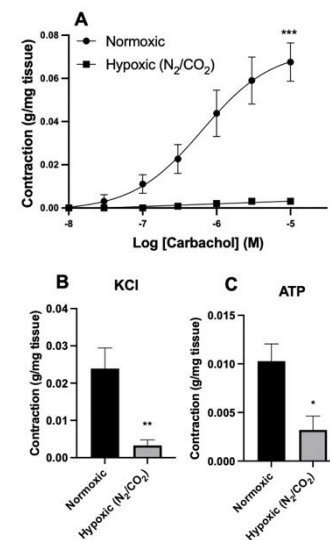 A
Normoxic
Hypoxic (N₂/CO₂)
***
Contraction (g/mg tissue)
0.08
0.06
0.04
0.02
0.00
-8 -7 -6 -5
Log [Carbachol] (M)
B KCl
Contraction (g/mg tissue)
0.04
0.03
0.02
0.01
0.00
**
Normoxic
Hypoxic (N₂/CO₂)
C ATP
Contraction (g/mg tissue)
0.015
0.010
0.005
0.000
*
Normoxic
Hypoxic (N₂/CO₂)